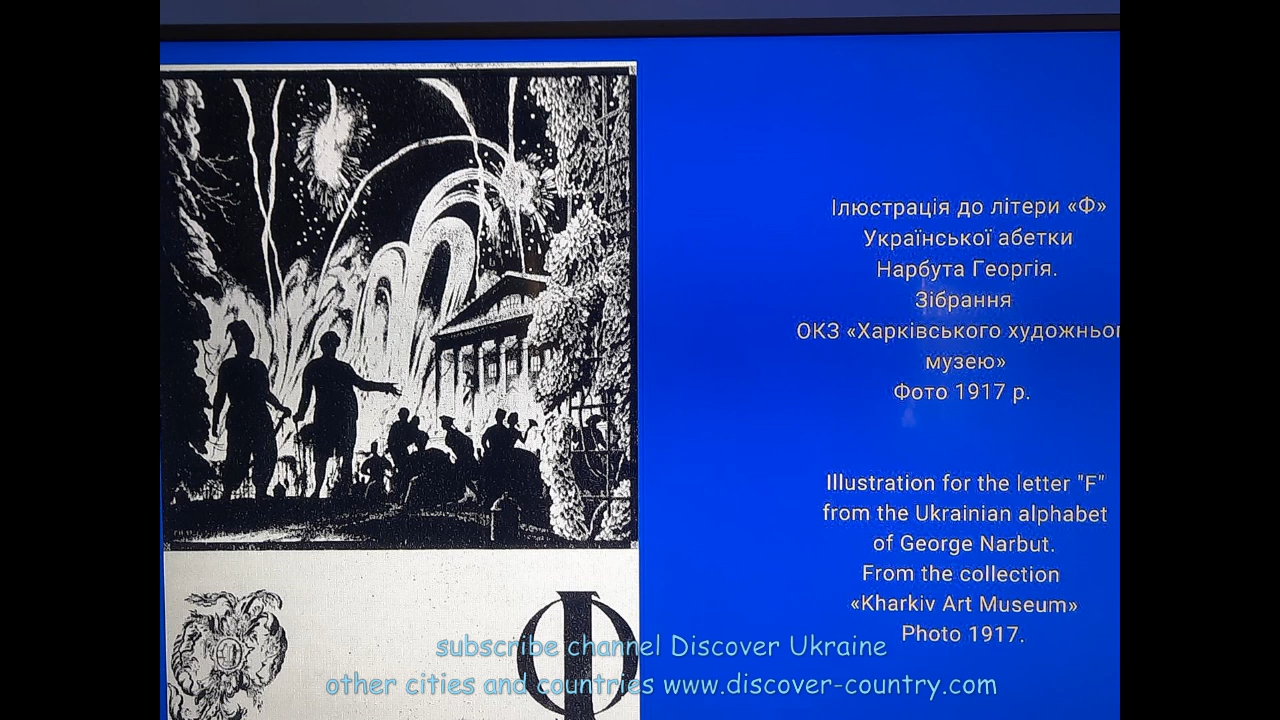 Ілюстрація до літери «Ф»
Української абетки
Нарбута Георгія.
Зібрання
ОКЗ «Харківського художньог
музею»
Фото 1917 р.
Illustration for the letter "F"
from the Ukrainian alphabet
of George Narbut.
From the collection
«Kharkiv Art Museum»
Photo 1917.
Ф
subscribe channel Discover Ukraine
other cities and countries www.discover-country.com